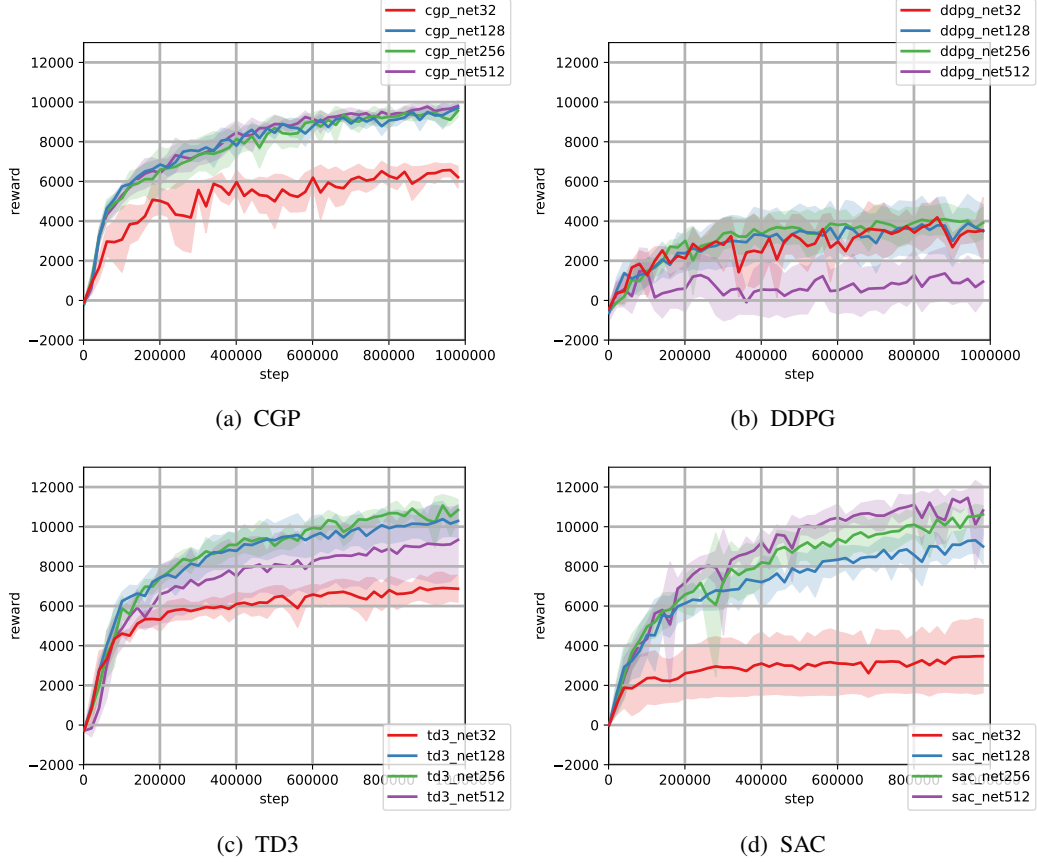 cgp_net32
cgp_net128
cgp_net256
cgp_net512
12000
10000
8000
6000
4000
2000
0
−2000
reward
0 200000 400000 600000 800000 1000000
step
(a) CGP
ddpg_net32
ddpg_net128
ddpg_net256
ddpg_net512
12000
10000
8000
6000
4000
2000
0
−2000
reward
0 200000 400000 600000 800000 1000000
step
(b) DDPG
12000
10000
8000
6000
4000
2000
0
−2000
reward
td3_net32
td3_net128
td3_net256
td3_net512
0 200000 400000 600000 800000 1000000
step
(c) TD3
12000
10000
8000
6000
4000
2000
0
−2000
reward
sac_net32
sac_net128
sac_net256
sac_net512
0 200000 400000 600000 800000 1000000
step
(d) SAC